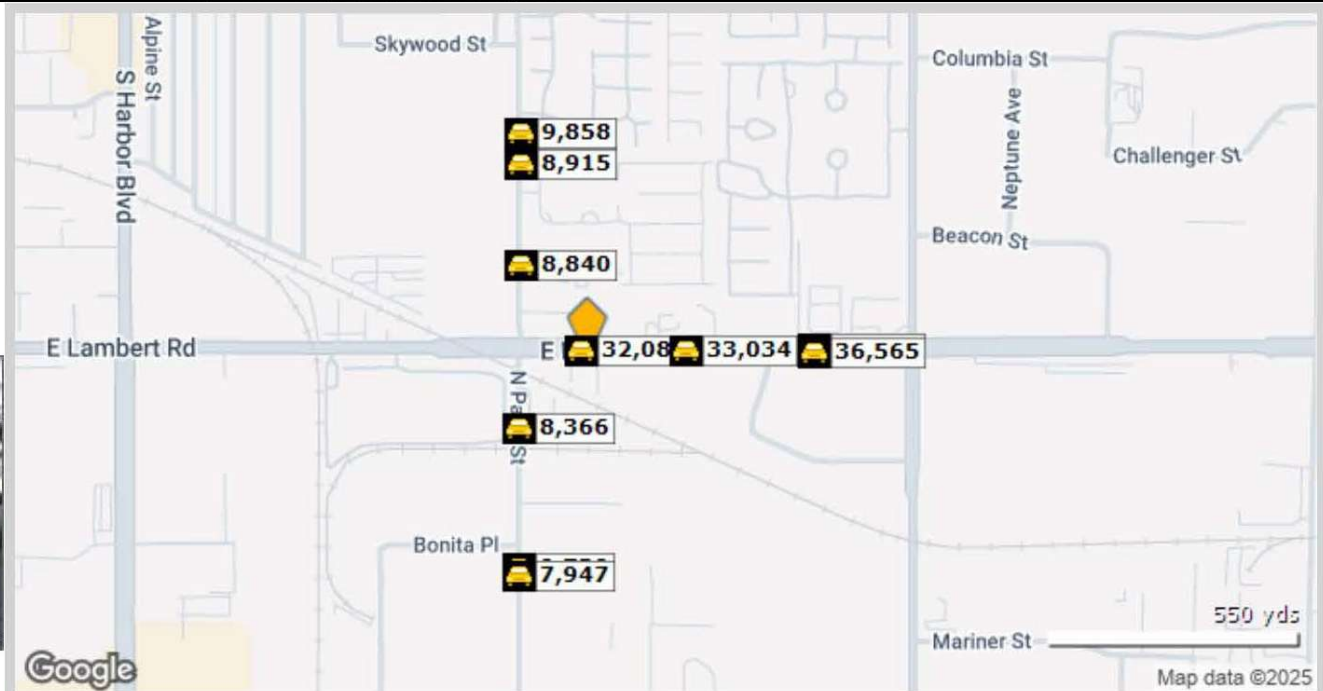 Alpine St
S Harbor Blvd
Skywood St
Columbia St
Neptune Ave
Challenger St
9,858
8,915
Beacon St
8,840
E Lambert Rd
E
32,08
33,034
36,565
N Pa
St
8,366
Bonita Pl
7,947
550 yds
Mariner St
Google
Map data ©2025